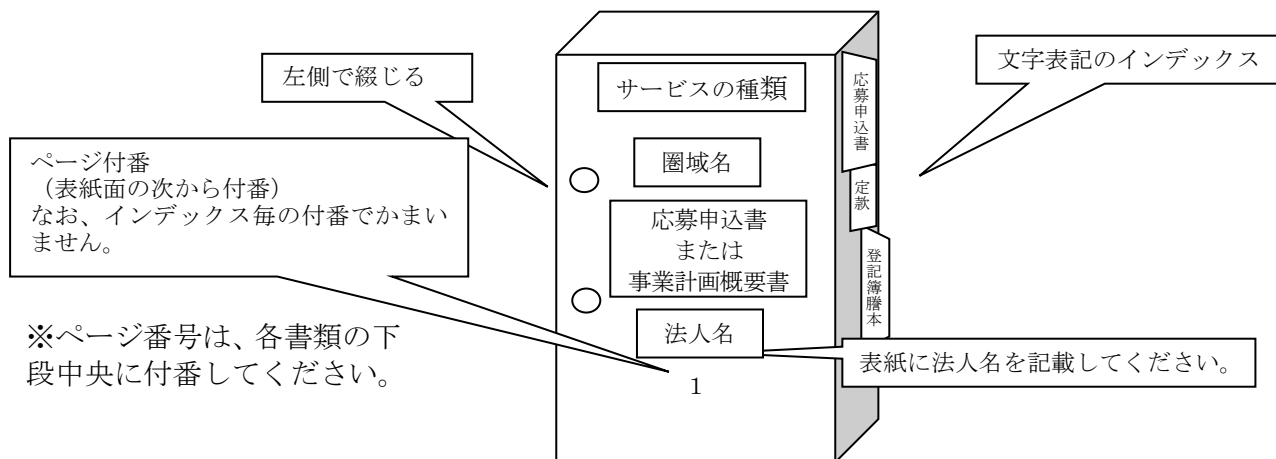 左側で綴じる
サービスの種類
文字表記のインデックス
応募申込書
ページ付番
（表紙面の次から付番）
なお、インデックス毎の付番でかまい
ません。
圏域名
定款
応募申込書
または
事業計画概要書
登記簿謄本
法人名
※ページ番号は、各書類の下
段中央に付番してください。
表紙に法人名を記載してください。
1